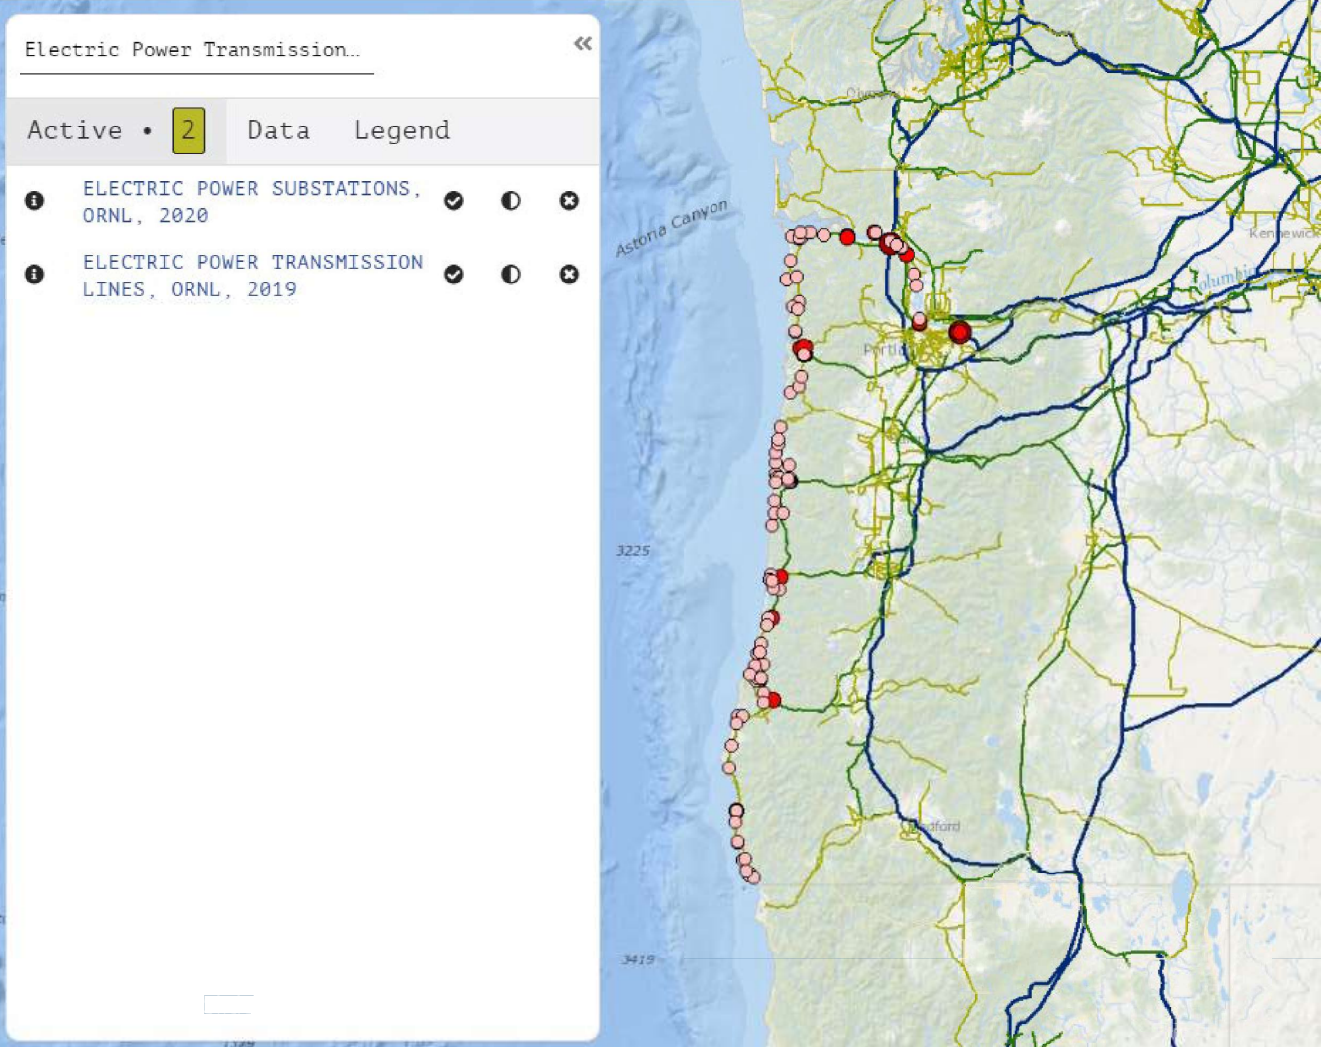 Electric Power Transmission…
Active • 2
Data
Legend
ELECTRIC POWER SUBSTATIONS,
ORNL, 2020
ELECTRIC POWER TRANSMISSION
LINES, ORNL, 2019
Astoria Canyon
Kennewick
3225
3419